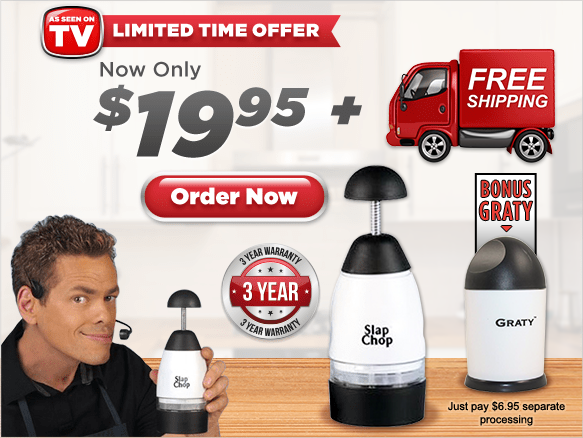 AS SEEN ON
TV
LIMITED TIME OFFER
Now Only
$19.95 +
FREE
SHIPPING
Order Now
BONUS
GRATY
3 YEAR WARRANTY
3 YEAR
3 YEAR WARRANTY
Slap
Chop
Slap
Chop
GRATY™
Just pay $6.95 separate
processing